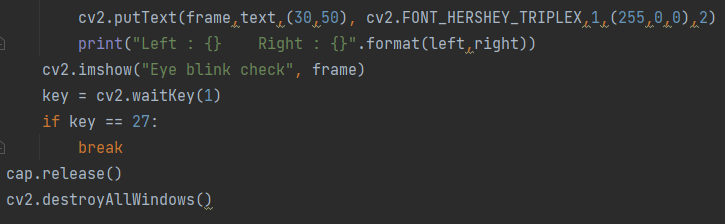 cv2.putText(frame,text,(30,50), cv2.FONT_HERSHEY_TRIPLEX,1,(255,0,0),2)
print("Left : {}    Right : {}".format(left,right))
cv2.imshow("Eye blink check", frame)
key = cv2.waitKey(1)
if key == 27:
break
cap.release()
cv2.destroyAllWindows()